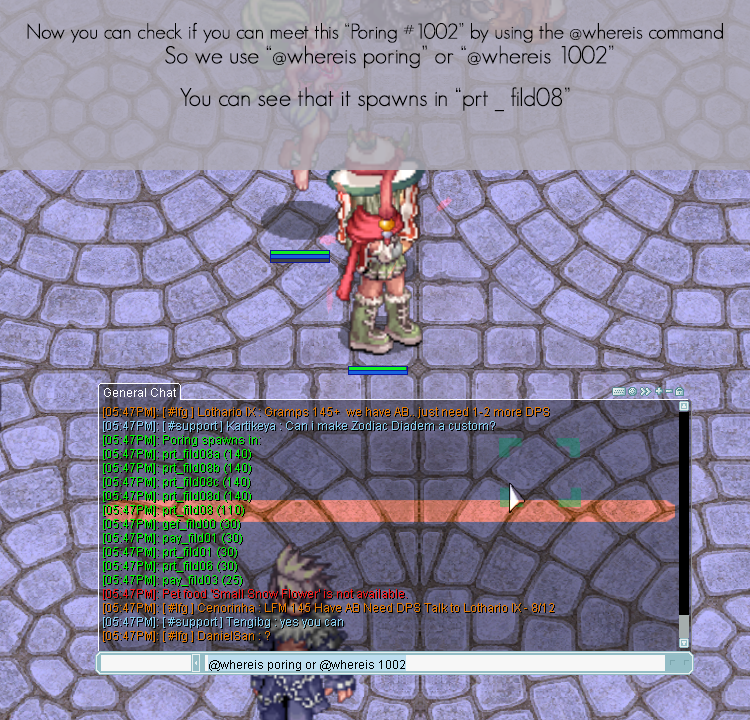 Now you can check if you can meet this "Poring #1002" by using the @whereis command
So we use "@whereis poring" or "@whereis 1002"
You can see that it spawns in "prt _ fild08"
General Chat
[05:47PM]: [ #lfg ] Lothario IX : Gramps 145+ we have AB.. just need 1-2 more DPS
[05:47PM]: [ #support ] Kartikeya : Can i make Zodiac Diadem a custom?
[05:47PM]: Poring spawns in:
[05:47PM]: prt_fild08a (140)
[05:47PM]: prt_fild08b (140)
[05:47PM]: prt_fild08c (140)
[05:47PM]: prt_fild08d (140)
[05:47PM]: prt_fild08 (110)
[05:47PM]: gef_fild00 (30)
[05:47PM]: pay_fild01 (30)
[05:47PM]: prt_fild01 (30)
[05:47PM]: prt_fild06 (30)
[05:47PM]: pay_fild03 (25)
[05:47PM]: Pet food 'Small Snow Flower' is not available.
[05:47PM]: [ #lfg ] Cenorinha : LFM 145 Have AB Need DPS Talk to Lothario IX - 8/12
[05:47PM]: [ #support ] Tengibg : yes you can
[05:47PM]: [ #lfg ] DanielBan : ?
@whereis poring or @whereis 1002